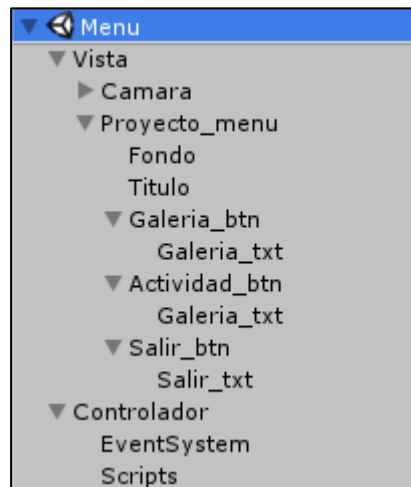 Menu
Vista
Camara
Proyecto_menu
Fondo
Titulo
Galeria_btn
Galeria_txt
Actividad_btn
Galeria_txt
Salir_btn
Salir_txt
Controlador
EventSystem
Scripts